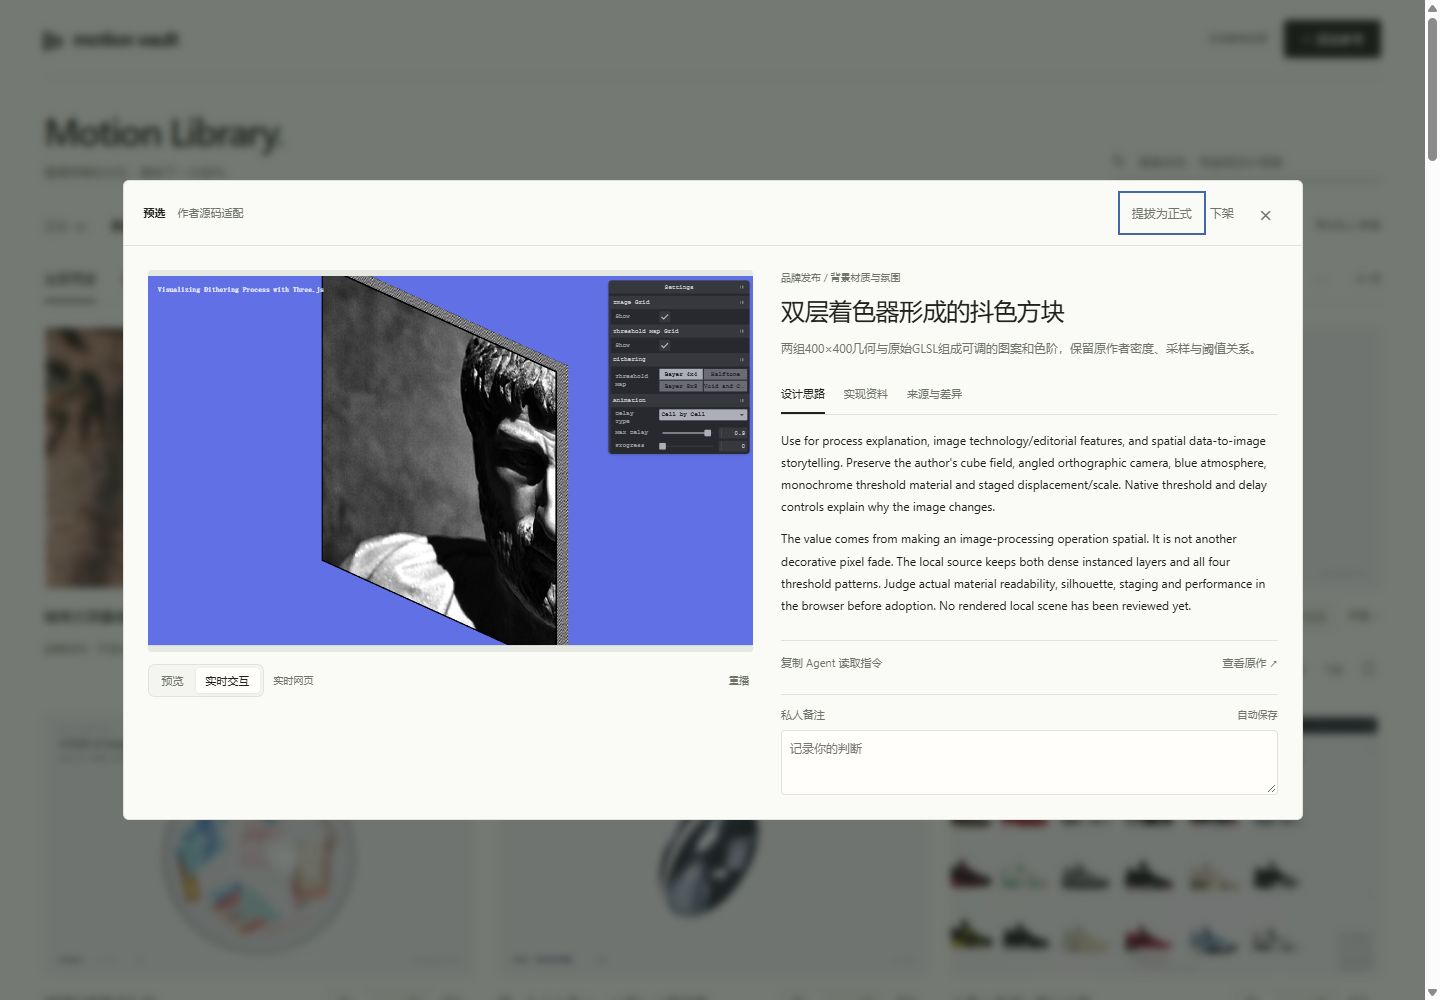 motion vault
Motion Library.
预选 作者源码适配
提拔为正式 下架
Visualizing Dithering Process with Three.js
Settings
Image Grid
Show
Threshold Map Grid
Show
Dithering
Threshold Map
Bayer 4x4 Halftone
Bayer 8x8 Void and C
Animation
Delay Type
Cell by Cell
Max Delay 0.9
Progress 0
预览 实时交互 实时网页 重播
品牌发布 / 背景材质与氛围
双层着色器形成的抖色方块
两组400×400几何与原始GLSL组成可调的图案和色阶，保留原作者密度、采样与阈值关系。
设计思路 实现资料 来源与差异
Use for process explanation, image technology/editorial features, and spatial data-to-image
storytelling. Preserve the author's cube field, angled orthographic camera, blue atmosphere,
monochrome threshold material and staged displacement/scale. Native threshold and delay
controls explain why the image changes.
The value comes from making an image-processing operation spatial. It is not another
decorative pixel fade. The local source keeps both dense instanced layers and all four
threshold patterns. Judge actual material readability, silhouette, staging and performance in
the browser before adoption. No rendered local scene has been reviewed yet.
复制 Agent 读取指令 查看原作 ↗
私人备注 自动保存
记录你的判断